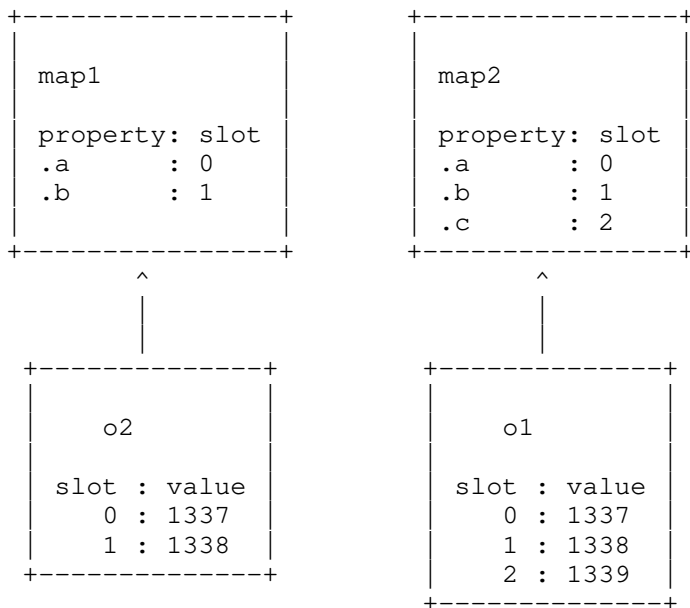 map1
property: slot
.a : 0
.b : 1
map2
property: slot
.a : 0
.b : 1
.c : 2
o2
slot : value
0 : 1337
1 : 1338
o1
slot : value
0 : 1337
1 : 1338
2 : 1339